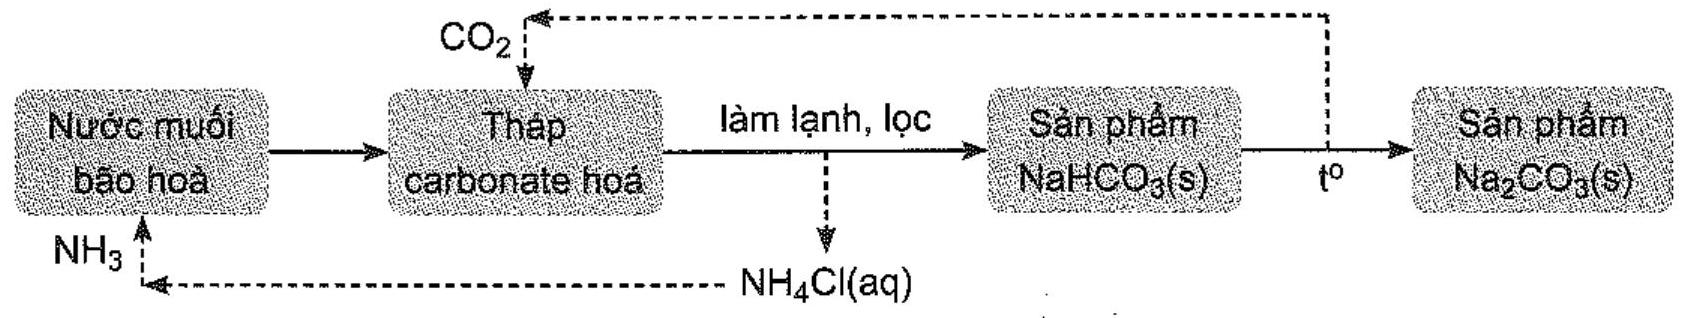 CO₂
Nước muối
bão hoà
Tháp
carbonate hoá
làm lạnh, lọc
Sản phẩm
NaHCO₃(s)
t⁰
Sản phẩm
Na₂CO₃(s)
NH₃
NH₄Cl(aq)